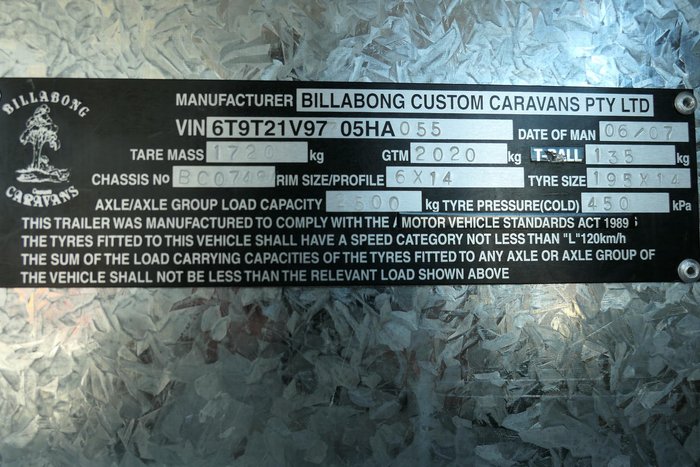 BILLABONG
Custom
CARAVANS
MANUFACTURER BILLABONG CUSTOM CARAVANS PTY LTD
VIN 6T9T21V97 05HA055 DATE OF MAN 06/07
TARE MASS 1720 kg GTM 2020 kg T-BALL 135 kg
CHASSIS No BC0749 RIM SIZE/PROFILE 6X14 TYRE SIZE 195X14
AXLE/AXLE GROUP LOAD CAPACITY 2500 kg TYRE PRESSURE(COLD) 450 kPa
THIS TRAILER WAS MANUFACTURED TO COMPLY WITH THE MOTOR VEHICLE STANDARDS ACT 1989
THE TYRES FITTED TO THIS VEHICLE SHALL HAVE A SPEED CATEGORY NOT LESS THAN "L"120km/h
THE SUM OF THE LOAD CARRYING CAPACITIES OF THE TYRES FITTED TO ANY AXLE OR AXLE GROUP OF
THE VEHICLE SHALL NOT BE LESS THAN THE RELEVANT LOAD SHOWN ABOVE